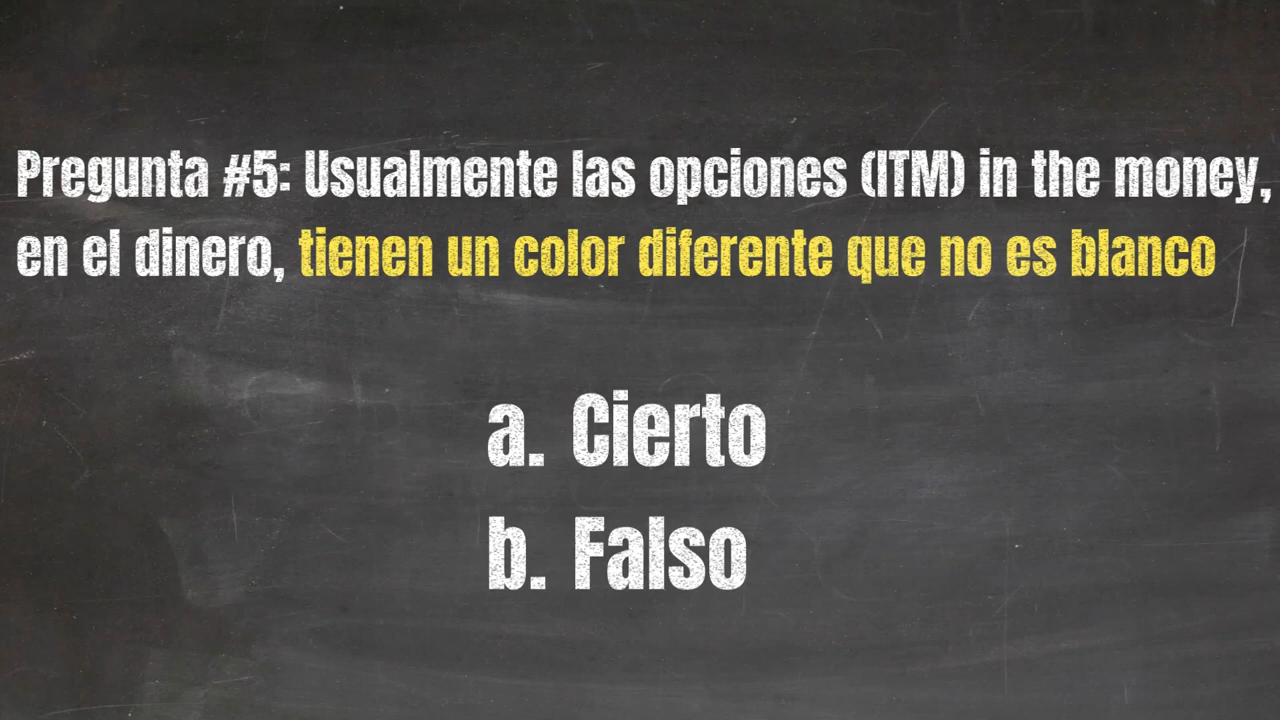 Pregunta #5: Usualmente las opciones (ITM) in the money,
en el dinero, tienen un color diferente que no es blanco
a. Cierto
b. Falso